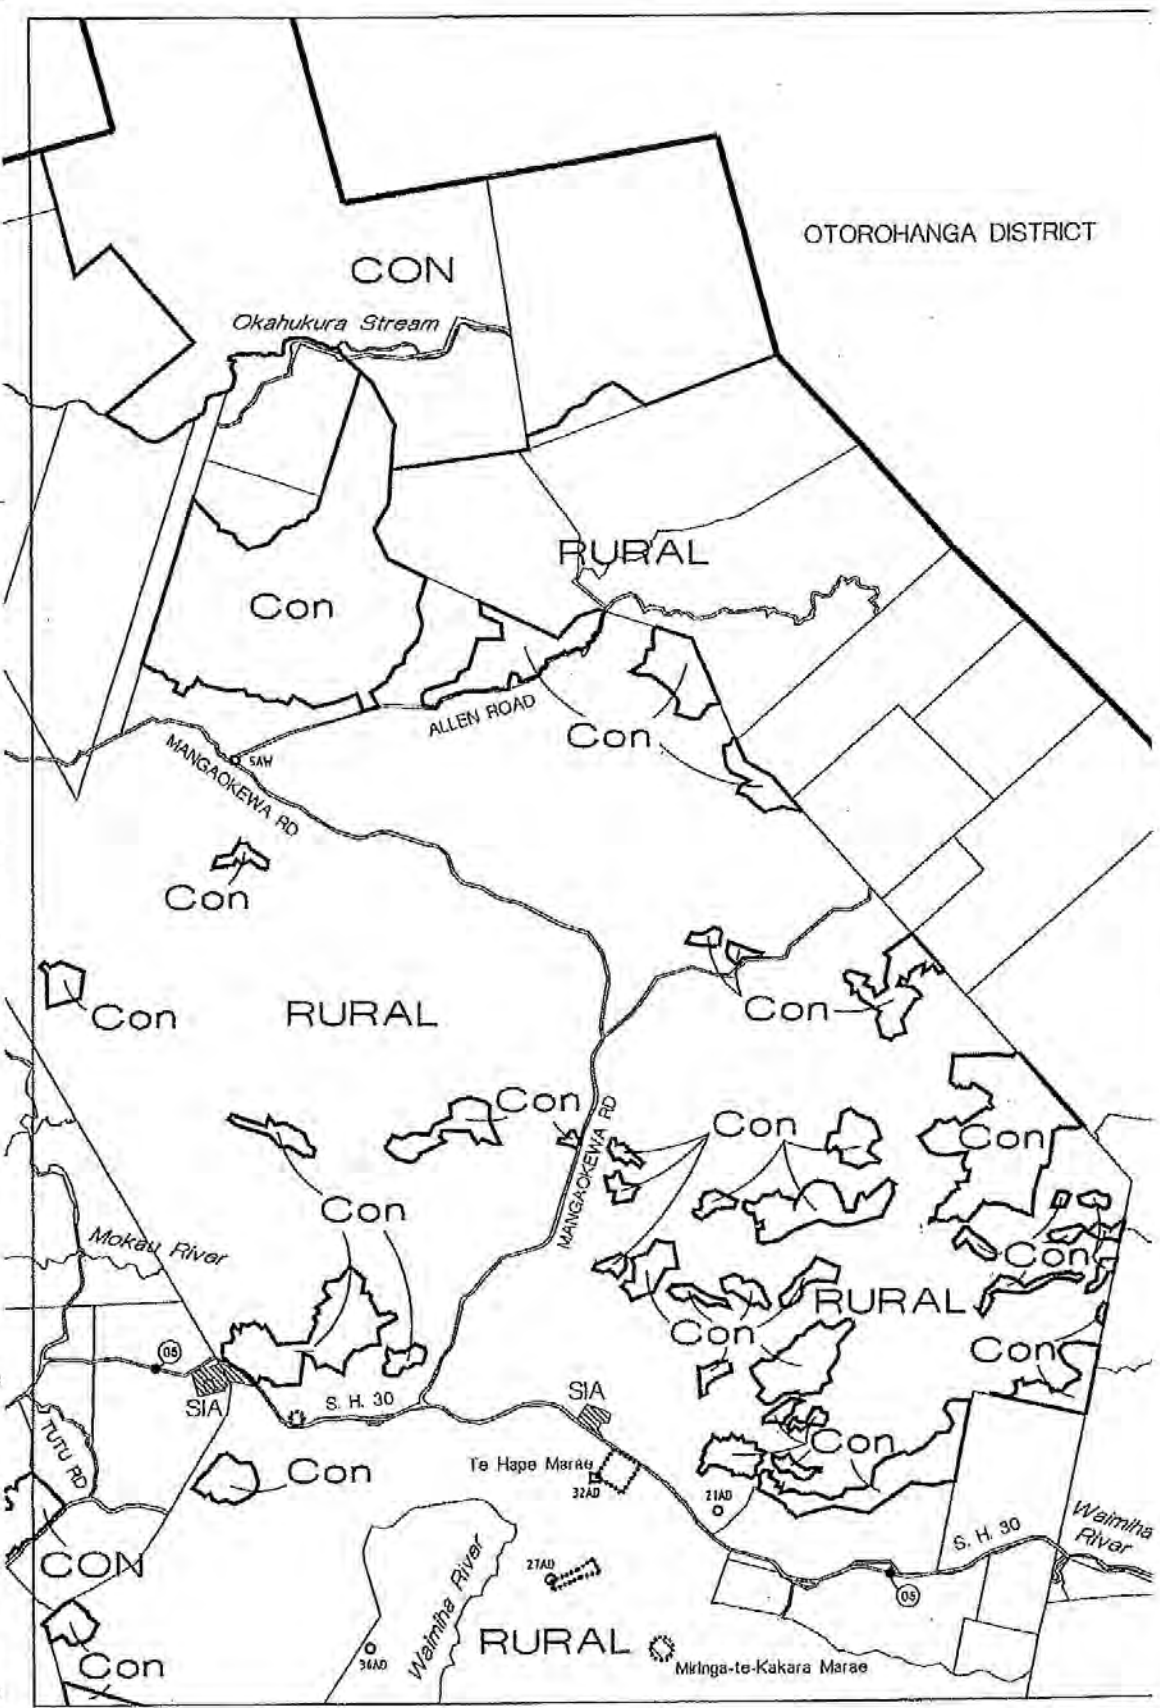 OTOROHANGA DISTRICT
CON
Okahukura Stream
RURAL
Con
ALLEN ROAD
Con
MANGAOKEWA RD
5AW
Con
Con
RURAL
Con
Con
MANGAOKEWA RD
Con
Con
Con
Mokau River
Con
RURAL
Con
Con
05
SIA
S. H. 30
SIA
TUTU RD
Con
Con
Te Hape Marae
32AD
21AD
Waimiha
River
S. H. 30
CON
Waimiha River
27AD
05
RURAL
36AD
Miringa-te-Kakara Marae
Con